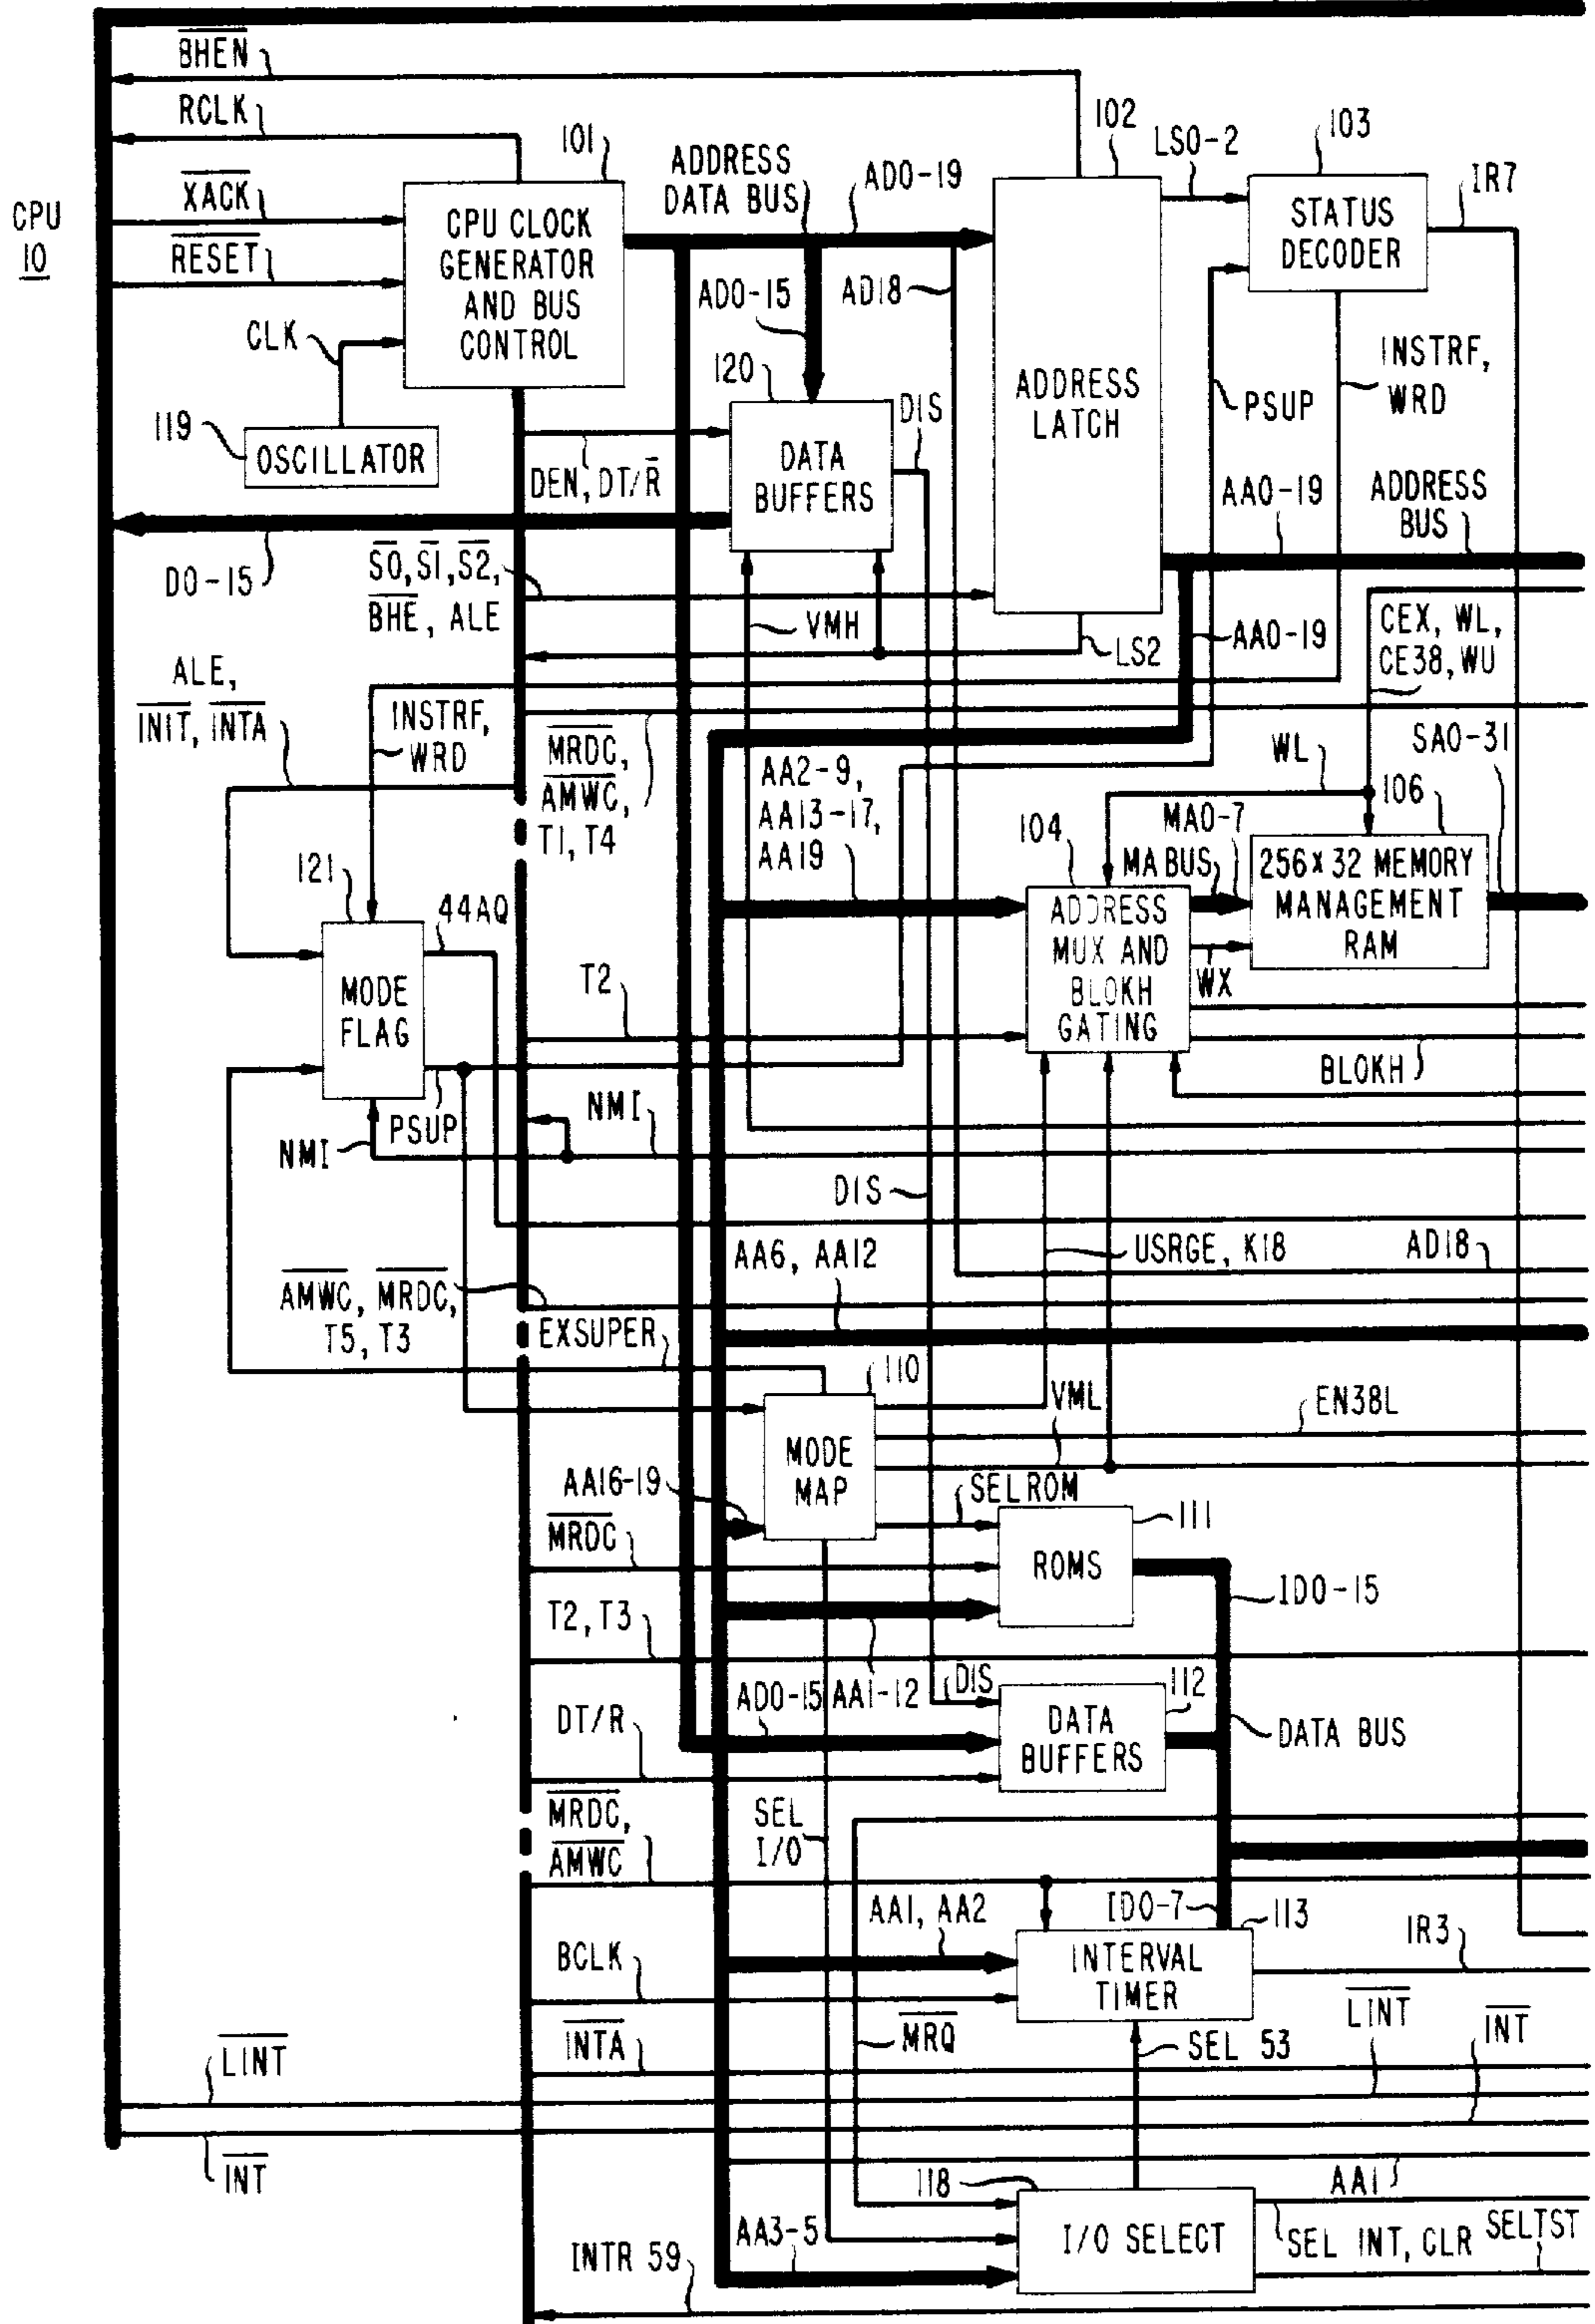 BHEN
RCLK
XACK
RESET
CPU
10
101
CPU CLOCK
GENERATOR
AND BUS
CONTROL
CLK
119
OSCILLATOR
ADDRESS
DATA BUS
AD0-19
AD0-15
AD18
102
LS0-2
103
IR7
STATUS
DECODER
ADDRESS
LATCH
INSTRF,
WRD
PSUP
120
DATA
BUFFERS
DIS
DEN, DT/R̅
D0-15
S0, S1, S2,
BHE, ALE
VMH
LS2
AA0-19
ADDRESS
BUS
AA0-19
CEX, WL,
CE38, WU
ALE,
INIT, INTA
INSTRF,
WRD
MRDC,
AMWC,
T1, T4
AA2-9,
AA13-17,
AA19
WL
SA0-31
106
104
MA0-7
MA BUS
256 x 32 MEMORY
MANAGEMENT
RAM
ADDRESS
MUX AND
BLOKH
GATING
WX
121
44AQ
MODE
FLAG
T2
BLOKH
PSUP
NMI
NMI
DIS
AA6, AA12
USRGE, K18
AD18
AMWC, MRDC,
T5, T3
EXSUPER
110
VML
EN38L
MODE
MAP
AA16-19
SELROM
111
MRDC
ROMS
ID0-15
T2, T3
AD0-15
AA1-12
DIS
112
DT/R
DATA
BUFFERS
DATA BUS
MRDC,
AMWC
SEL
I/O
AA1, AA2
ID0-7
113
IR3
BCLK
INTERVAL
TIMER
MRQ
LINT
INT
INTA
SEL 53
LINT
INT
118
AA1
AA3-5
I/O SELECT
SEL INT, CLR
SELTST
INTR 59